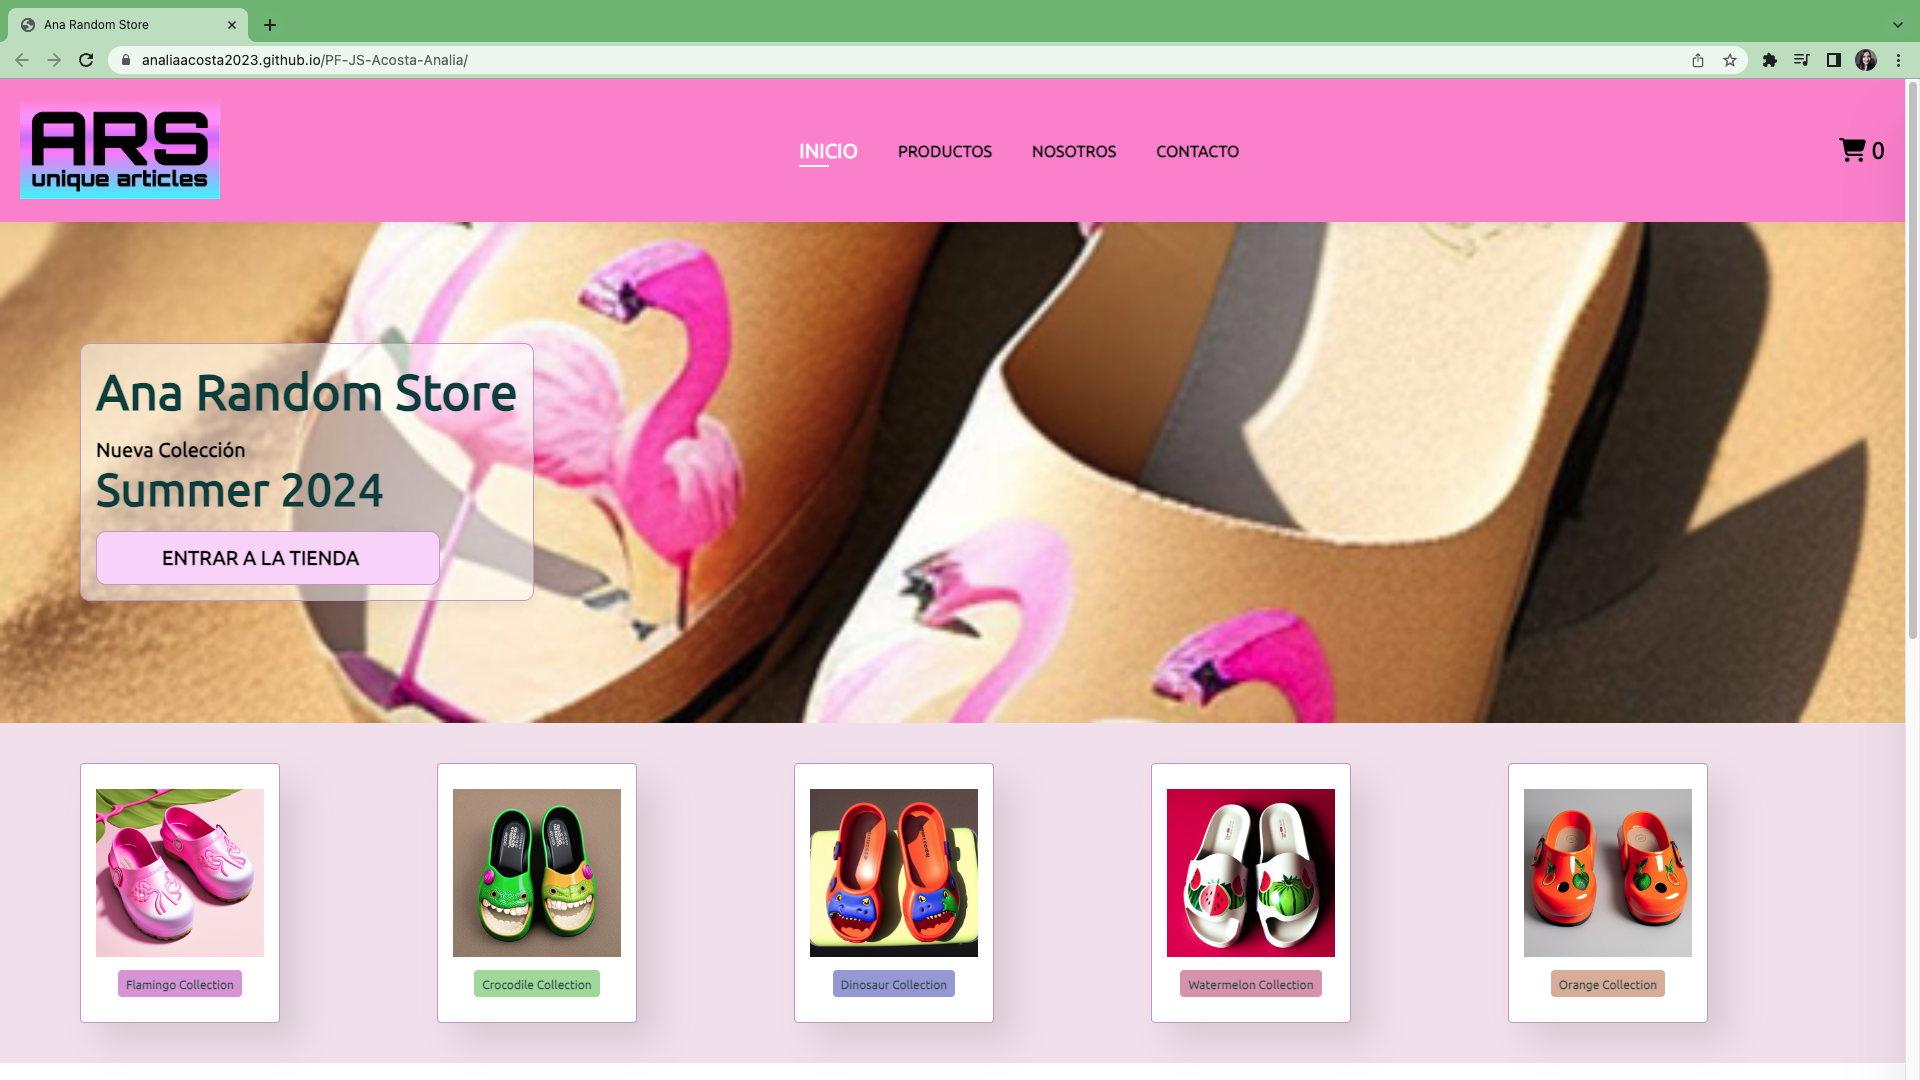 Ana Random Store
analiaacosta2023.github.io/PF-JS-Acosta-Analia/
ARS
unique articles
INICIO
PRODUCTOS
NOSOTROS
CONTACTO
0
Ana Random Store
Nueva Colección
Summer 2024
ENTRAR A LA TIENDA
Flamingo Collection
Crocodile Collection
Dinosaur Collection
Watermelon Collection
Orange Collection